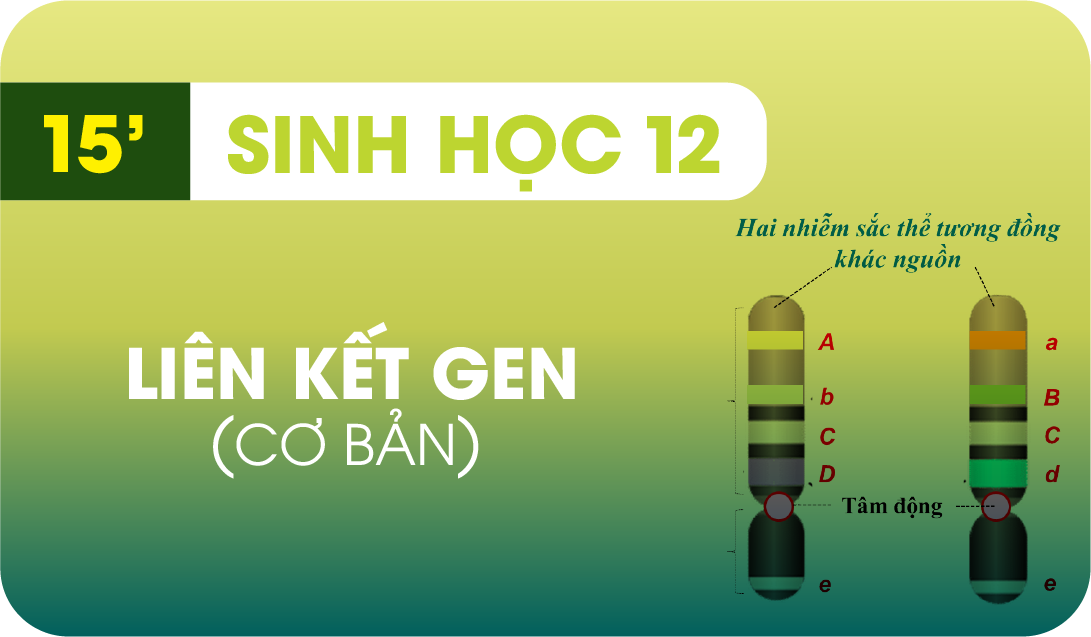 15’
SINH HỌC 12
Hai nhiễm sắc thể tương đồng
khác nguồn
LIÊN KẾT GEN
(CƠ BẢN)
A a
b B
C C
D d
Tâm động
e e